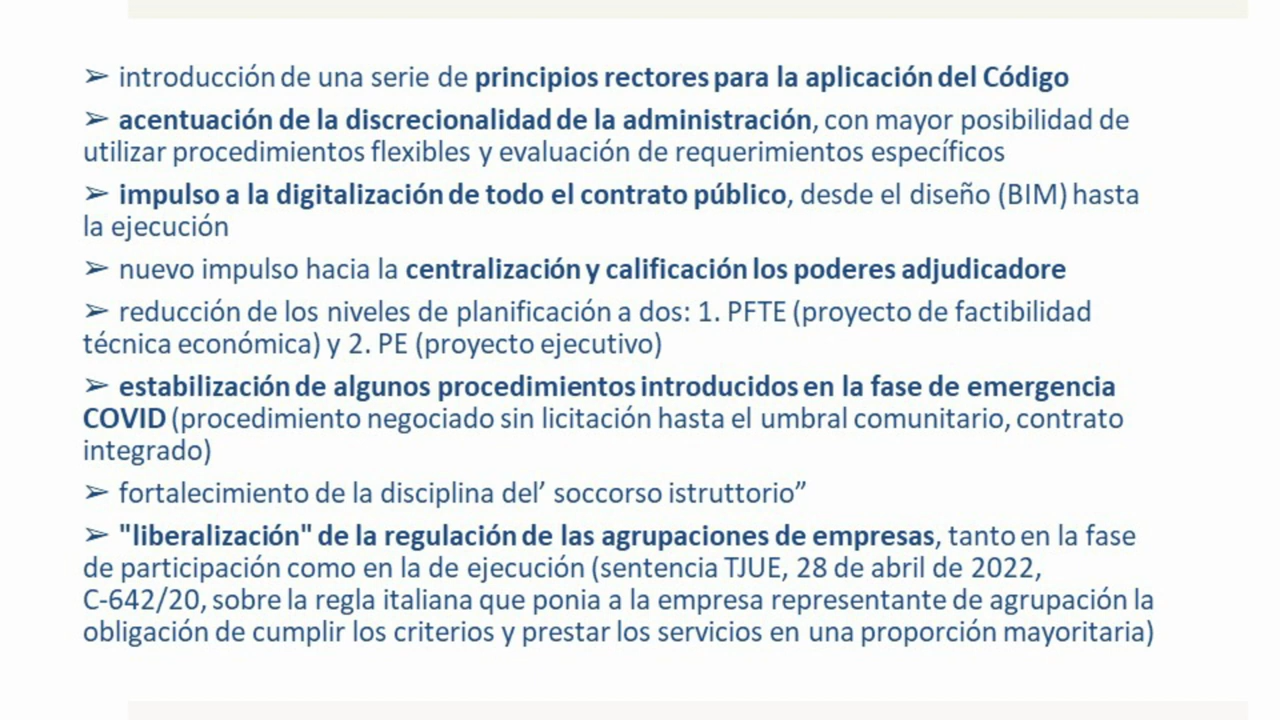 ➢ introducción de una serie de principios rectores para la aplicación del Código
➢ acentuación de la discrecionalidad de la administración, con mayor posibilidad de
utilizar procedimientos flexibles y evaluación de requerimientos específicos
➢ impulso a la digitalización de todo el contrato público, desde el diseño (BIM) hasta
la ejecución
➢ nuevo impulso hacia la centralización y calificación los poderes adjudicadore
➢ reducción de los niveles de planificación a dos: 1. PFTE (proyecto de factibilidad
técnica económica) y 2. PE (proyecto ejecutivo)
➢ estabilización de algunos procedimientos introducidos en la fase de emergencia
COVID (procedimiento negociado sin licitación hasta el umbral comunitario, contrato
integrado)
➢ fortalecimiento de la disciplina del’ soccorso istruttorio”
➢ "liberalización" de la regulación de las agrupaciones de empresas, tanto en la fase
de participación como en la de ejecución (sentencia TJUE, 28 de abril de 2022,
C-642/20, sobre la regla italiana que ponia a la empresa representante de agrupación la
obligación de cumplir los criterios y prestar los servicios en una proporción mayoritaria)